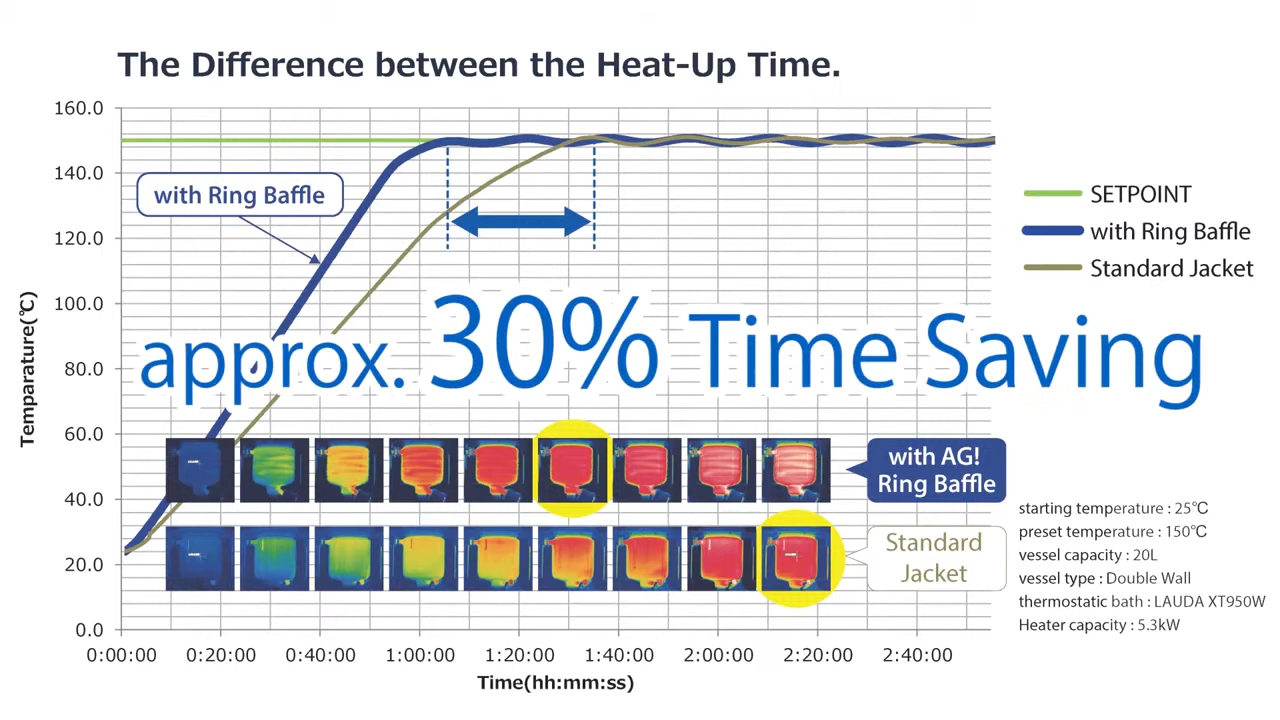 The Difference between the Heat-Up Time.
160.0
140.0
120.0
100.0
80.0
60.0
40.0
20.0
0.0
Temparature(℃)
with Ring Baffle
SETPOINT
with Ring Baffle
Standard Jacket
approx. 30% Time Saving
with AG!
Ring Baffle
Standard
Jacket
starting temperature : 25℃
preset temperature : 150℃
vessel capacity : 20L
vessel type : Double Wall
thermostatic bath : LAUDA XT950W
Heater capacity : 5.3kW
0:00:00 0:20:00 0:40:00 1:00:00 1:20:00 1:40:00 2:00:00 2:20:00 2:40:00
Time(hh:mm:ss)